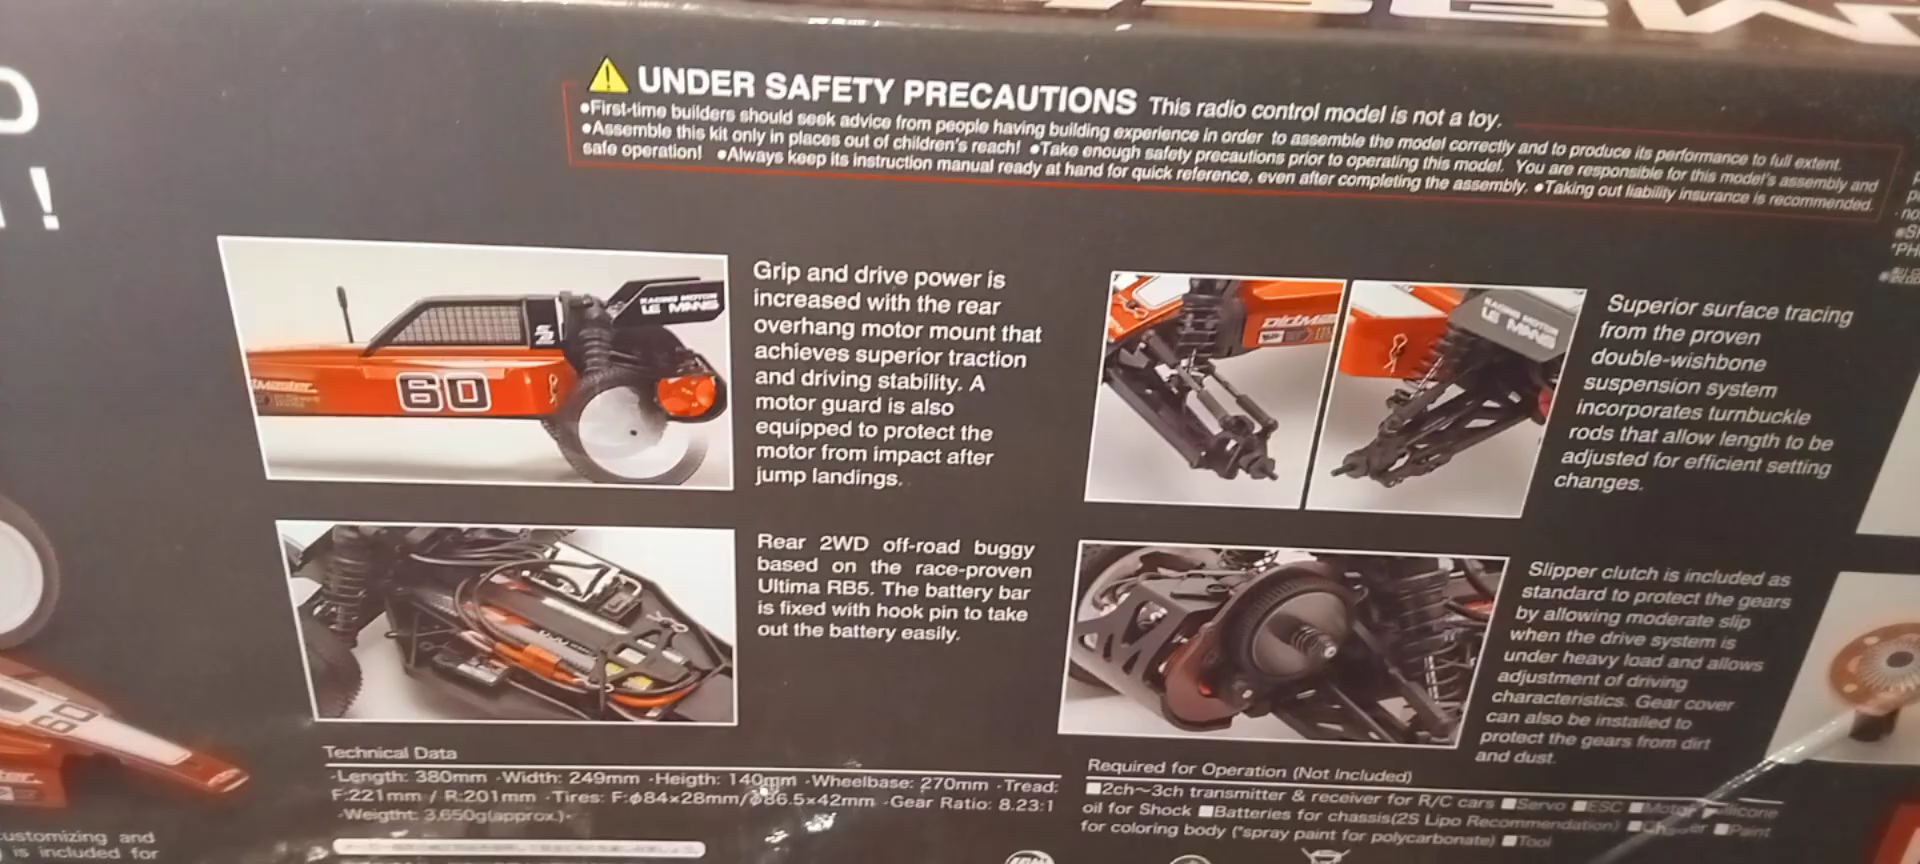 UNDER SAFETY PRECAUTIONS This radio control model is not a toy.
●First-time builders should seek advice from people having building experience in order to assemble the model correctly and to produce its performance to full extent.
●Assemble this kit only in places out of children's reach! ●Take enough safety precautions prior to operating this model. You are responsible for this model's assembly and
safe operation! ●Always keep its instruction manual ready at hand for quick reference, even after completing the assembly. ●Taking out liability insurance is recommended.
!
RACING MOTOR
LE MANS
60
Grip and drive power is
increased with the rear
overhang motor mount that
achieves superior traction
and driving stability. A
motor guard is also
equipped to protect the
motor from impact after
jump landings.
RACING MOTOR
LE MANS
Superior surface tracing
from the proven
double-wishbone
suspension system
incorporates turnbuckle
rods that allow length to be
adjusted for efficient setting
changes.
Rear 2WD off-road buggy
based on the race-proven
Ultima RB5. The battery bar
is fixed with hook pin to take
out the battery easily.
Slipper clutch is included as
standard to protect the gears
by allowing moderate slip
when the drive system is
under heavy load and allows
adjustment of driving
characteristics. Gear cover
can also be installed to
protect the gears from dirt
and dust.
60
Technical Data
·Length: 380mm ·Width: 249mm ·Heigth: 140mm ·Wheelbase: 270mm ·Tread:
F:221mm / R:201mm ·Tires: F:ϕ84×28mm/ϕ86.5×42mm ·Gear Ratio: 8.23:1
·Weigtht: 3,650g(approx.)·
Required for Operation (Not Included)
■2ch～3ch transmitter & receiver for R/C cars ■Servo ■ESC ■Motor
oil for Shock ■Batteries for chassis(2S Lipo Recommendation) ■Paint
for coloring body (*spray paint for polycarbonate) ■Tool
customizing and
is included for